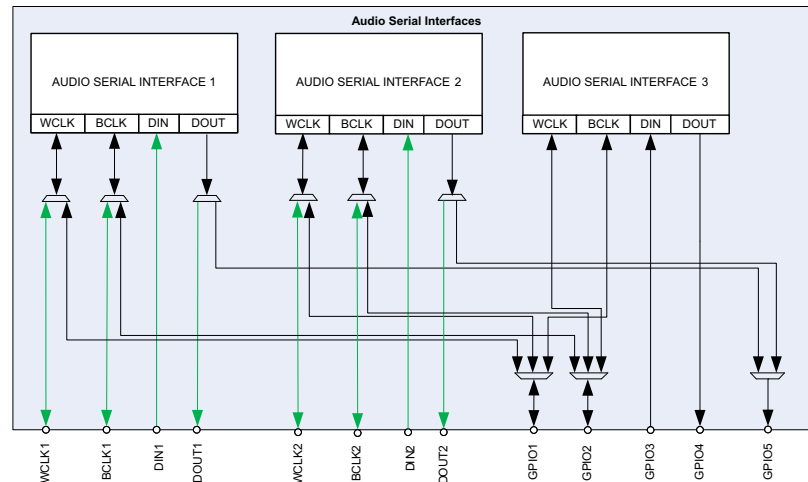 Audio Serial Interfaces
AUDIO SERIAL INTERFACE 1
AUDIO SERIAL INTERFACE 2
AUDIO SERIAL INTERFACE 3
WCLK BCLK DIN DOUT
WCLK BCLK DIN DOUT
WCLK BCLK DIN DOUT
WCLK1
BCLK1
DIN1
DOUT1
WCLK2
BCLK2
DIN2
DOUT2
GPIO1
GPIO2
GPIO3
GPIO4
GPIO5